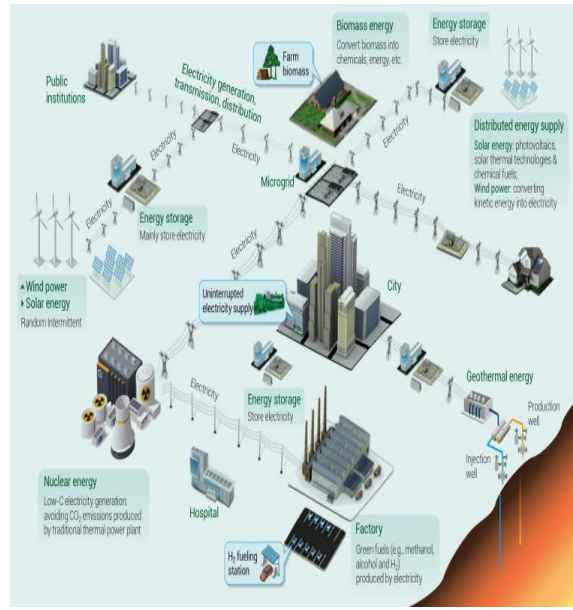 Biomass energy
Convert biomass into
chemicals, energy, etc.
Energy storage
Store electricity
Farm
biomass
Public
institutions
Electricity generation,
transmission, distribution
Distributed energy supply
Solar energy: photovoltaics,
solar thermal technologies &
chemical fuels;
Wind power: converting
kinetic energy into electricity
Electricity
Electricity
Microgrid
Electricity
Electricity
Energy storage
Mainly store electricity
Electricity
Wind power
Solar energy
Random Intermittent
City
Uninterrupted
electricity supply
Geothermal energy
Production
well
Injection
well
Electricity
Energy storage
Store electricity
Nuclear energy
Low-C electricity generation:
avoiding CO₂ emissions produced
by traditional thermal power plant
Hospital
Factory
Green fuels (e.g., methanol,
alcohol and H₂)
produced by electricity
H₂ fueling
station